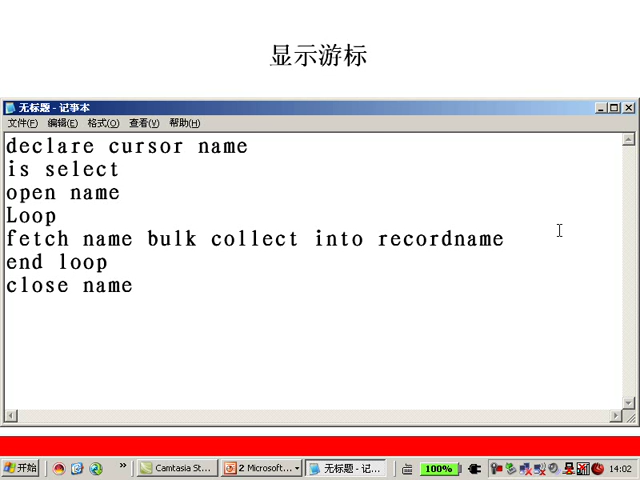 显示游标
无标题 - 记事本
文件(F) 编辑(E) 格式(O) 查看(V) 帮助(H)
declare cursor name
is select
open name
Loop
fetch name bulk collect into recordname
end loop
close name
开始 » Camtasia St... 2 Microsoft... 无标题 - 记... 100% 14:02